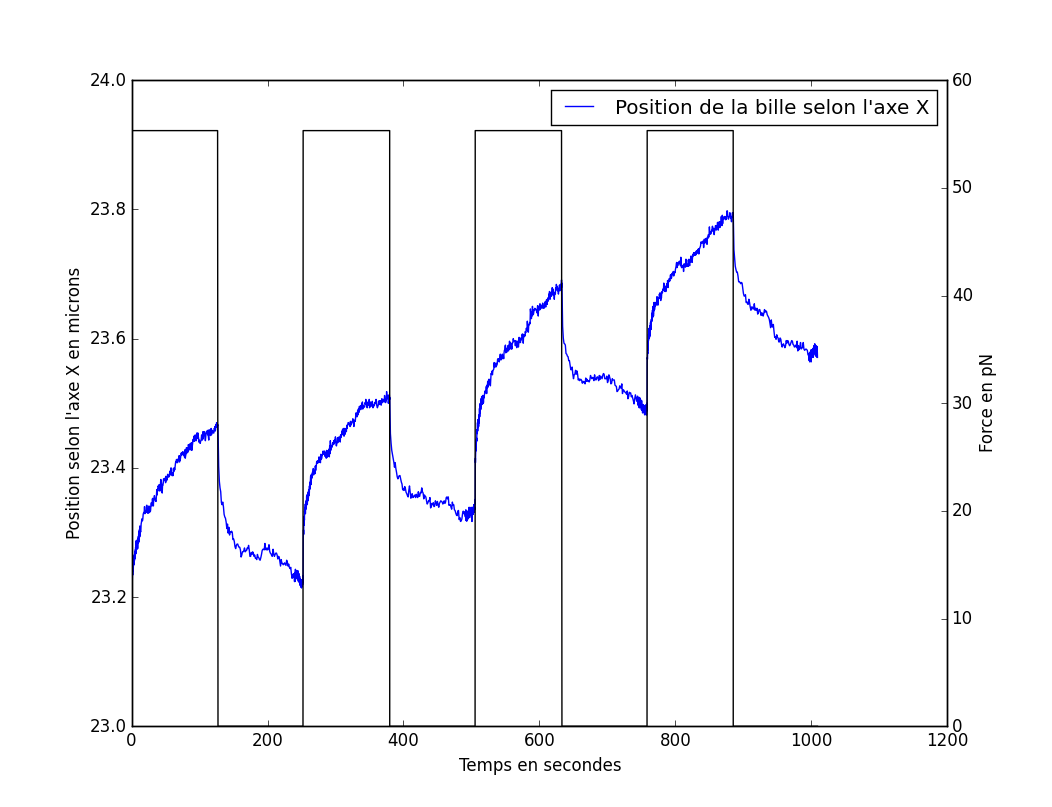 Position de la bille selon l'axe X
24.0
23.8
23.6
23.4
23.2
23.0
Position selon l'axe X en microns
60
50
40
30
20
10
0
Force en pN
0 200 400 600 800 1000 1200
Temps en secondes